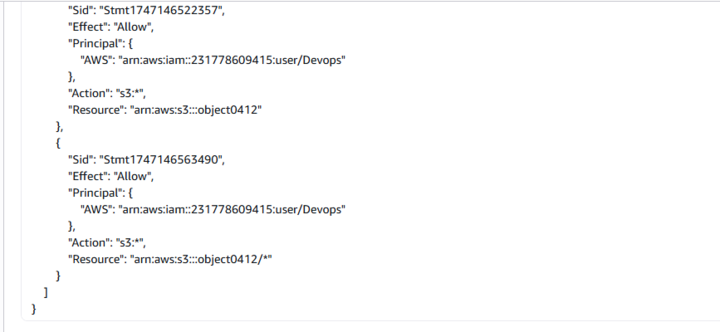 "Sid": "Stmt1747146522357",
"Effect": "Allow",
"Principal": {
"AWS": "arn:aws:iam::231778609415:user/Devops"
},
"Action": "s3:*",
"Resource": "arn:aws:s3:::object0412"
},
{
"Sid": "Stmt1747146563490",
"Effect": "Allow",
"Principal": {
"AWS": "arn:aws:iam::231778609415:user/Devops"
},
"Action": "s3:*",
"Resource": "arn:aws:s3:::object0412/*"
}
]
}